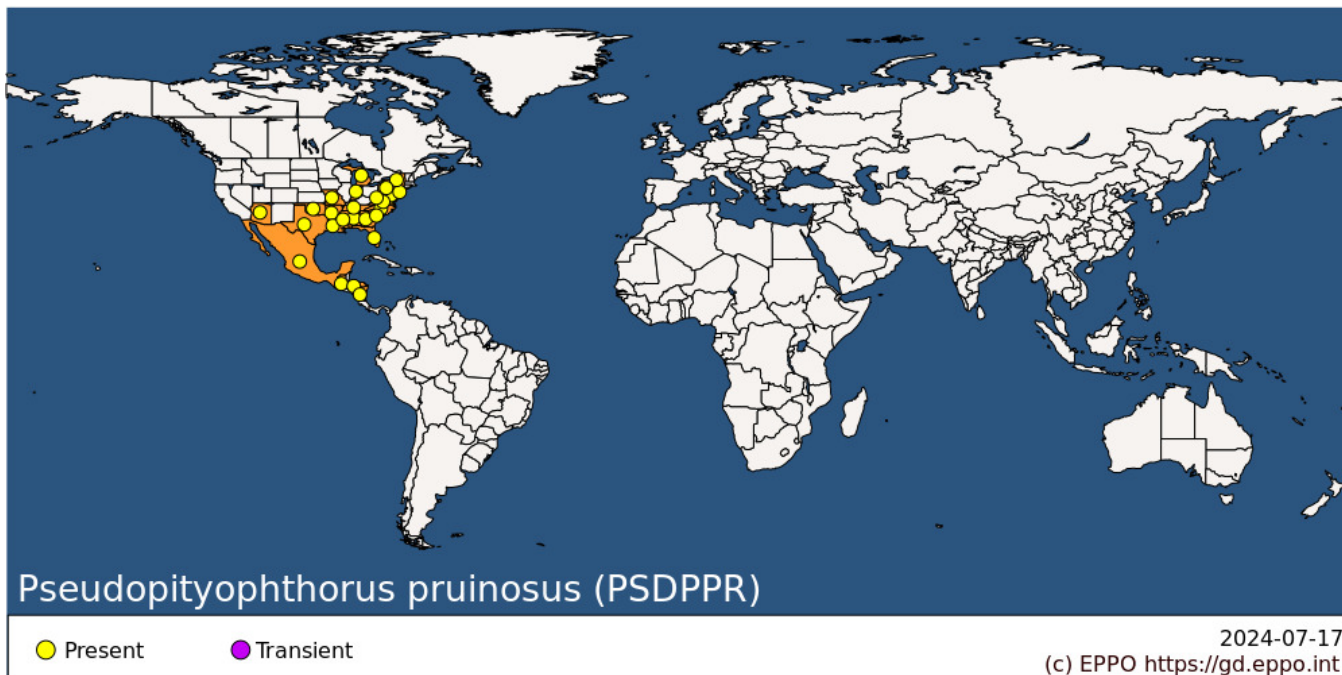 Pseudopityophthorus pruinosus (PSDPPR)
Present
Transient
2024-07-17
(c) EPPO https://gd.eppo.int